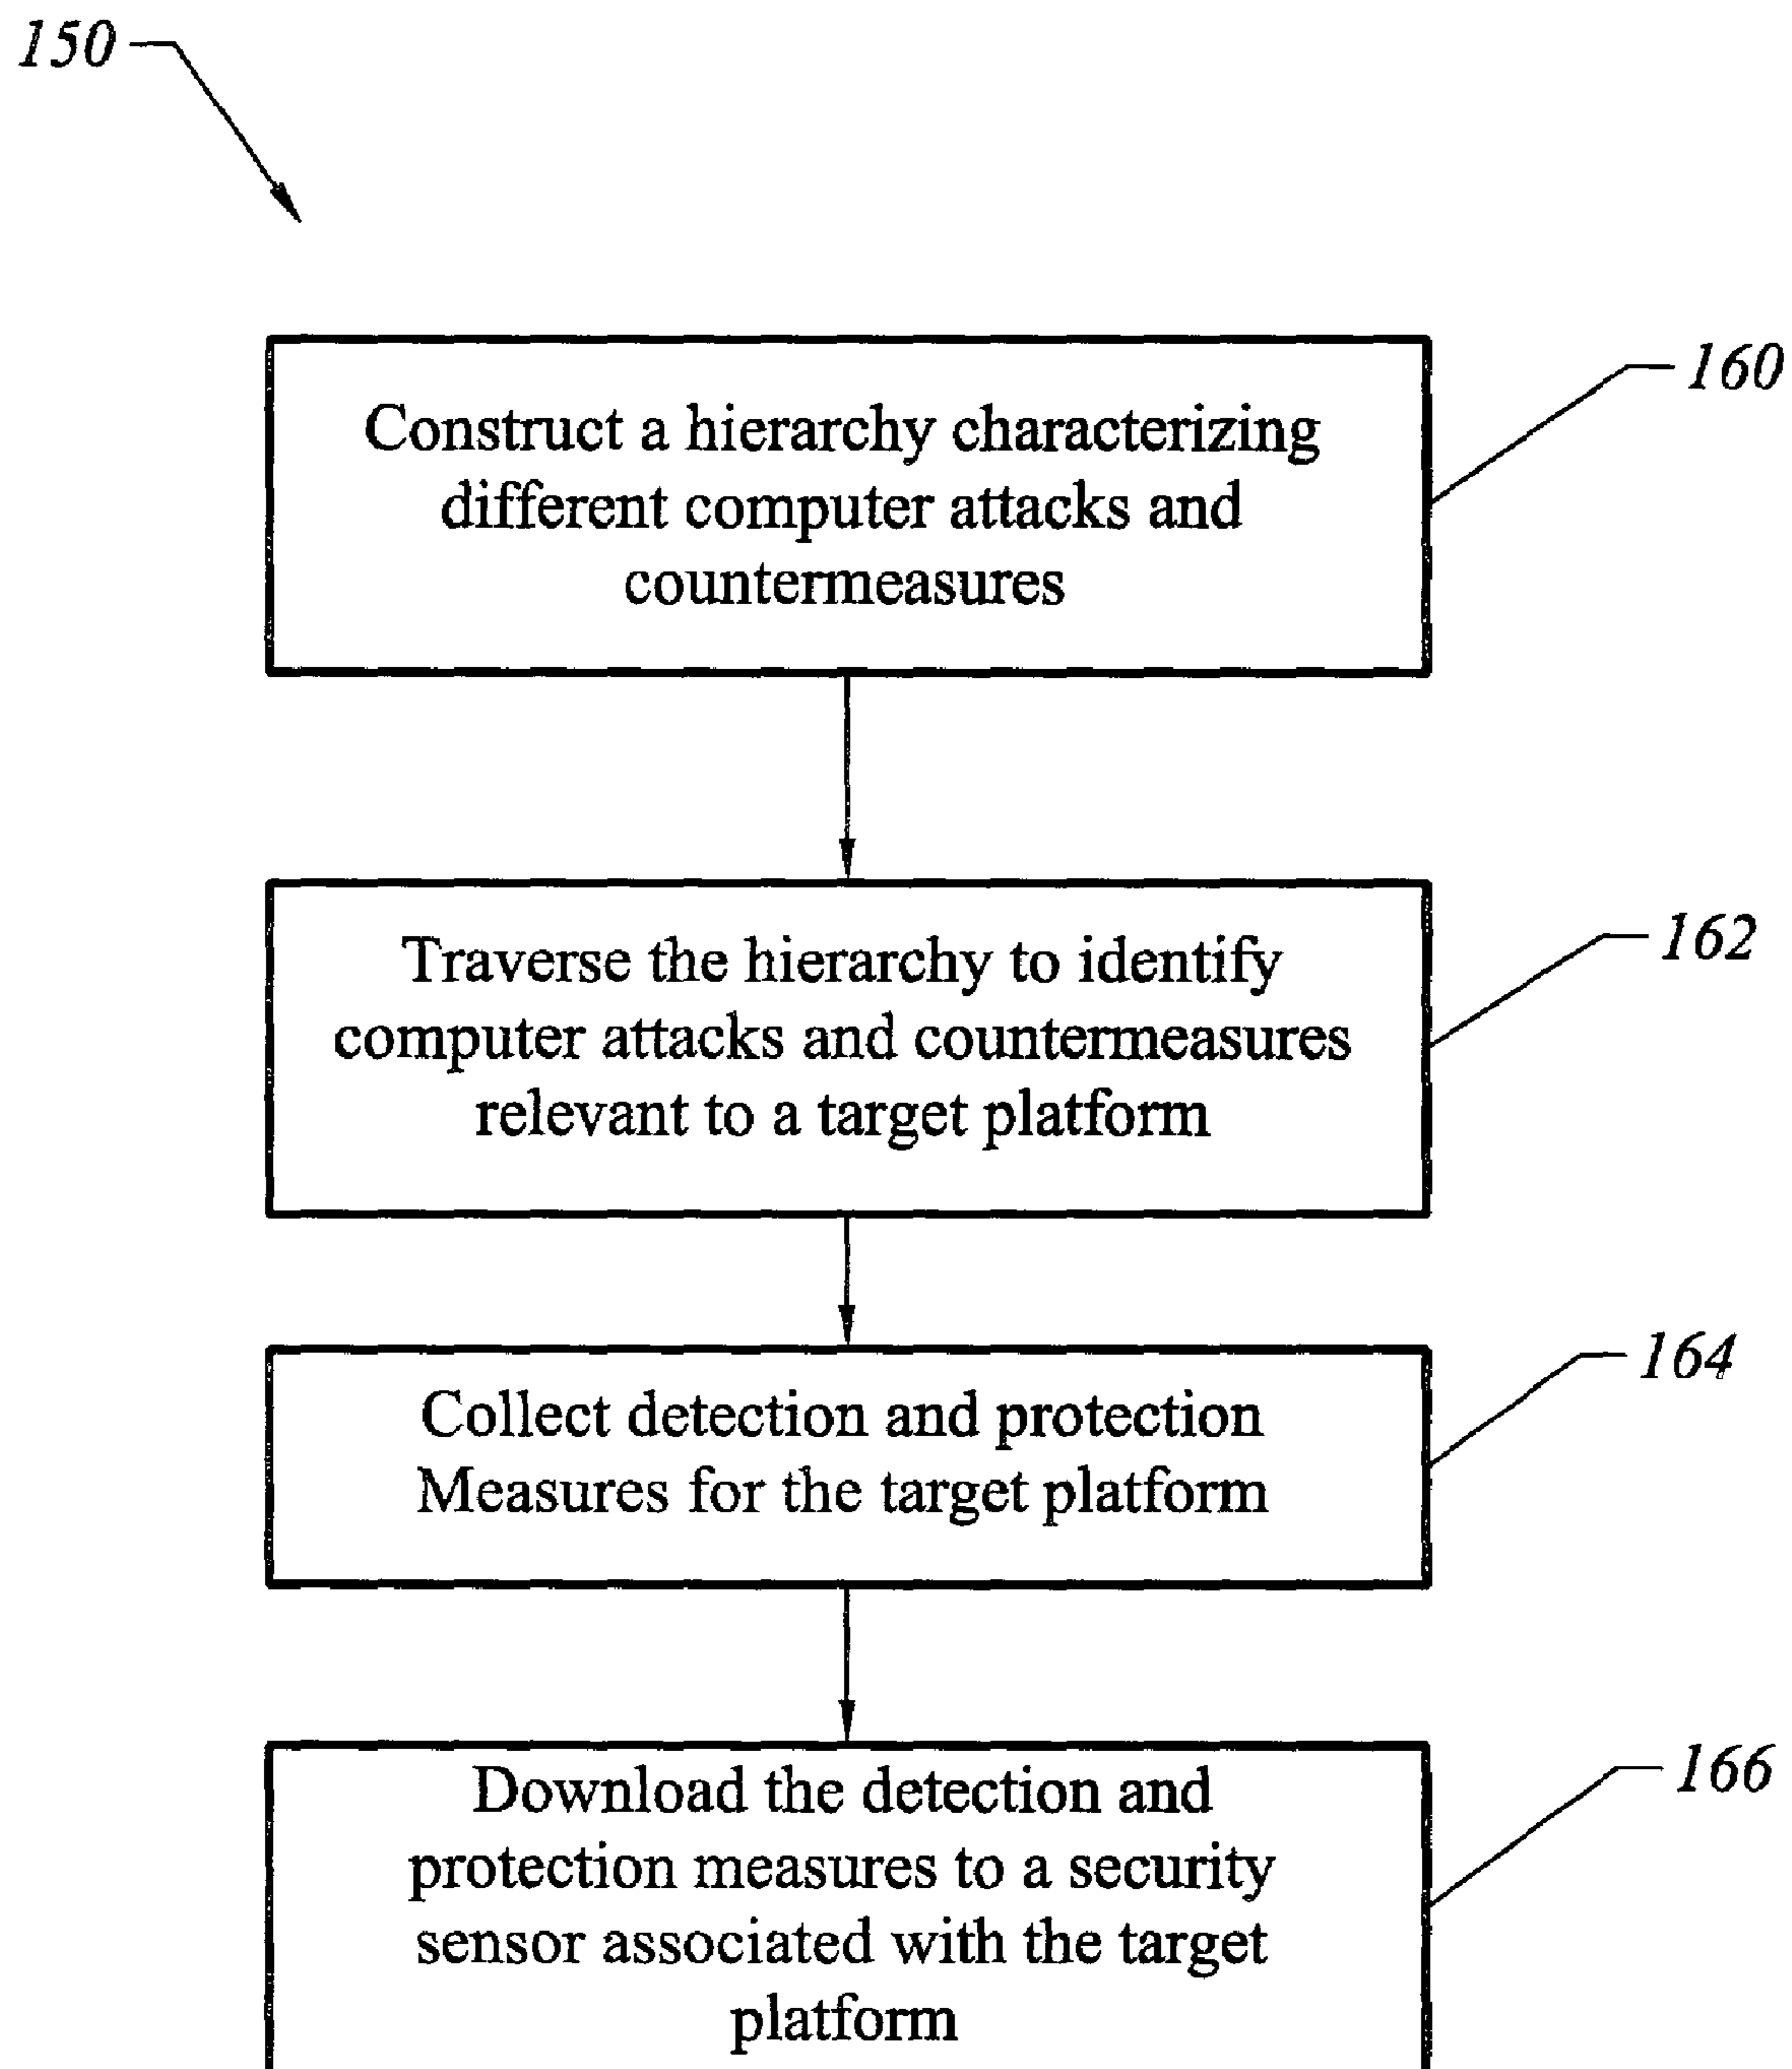 150
160
Construct a hierarchy characterizing
different computer attacks and
countermeasures
162
Traverse the hierarchy to identify
computer attacks and countermeasures
relevant to a target platform
164
Collect detection and protection
Measures for the target platform
166
Download the detection and
protection measures to a security
sensor associated with the target
platform